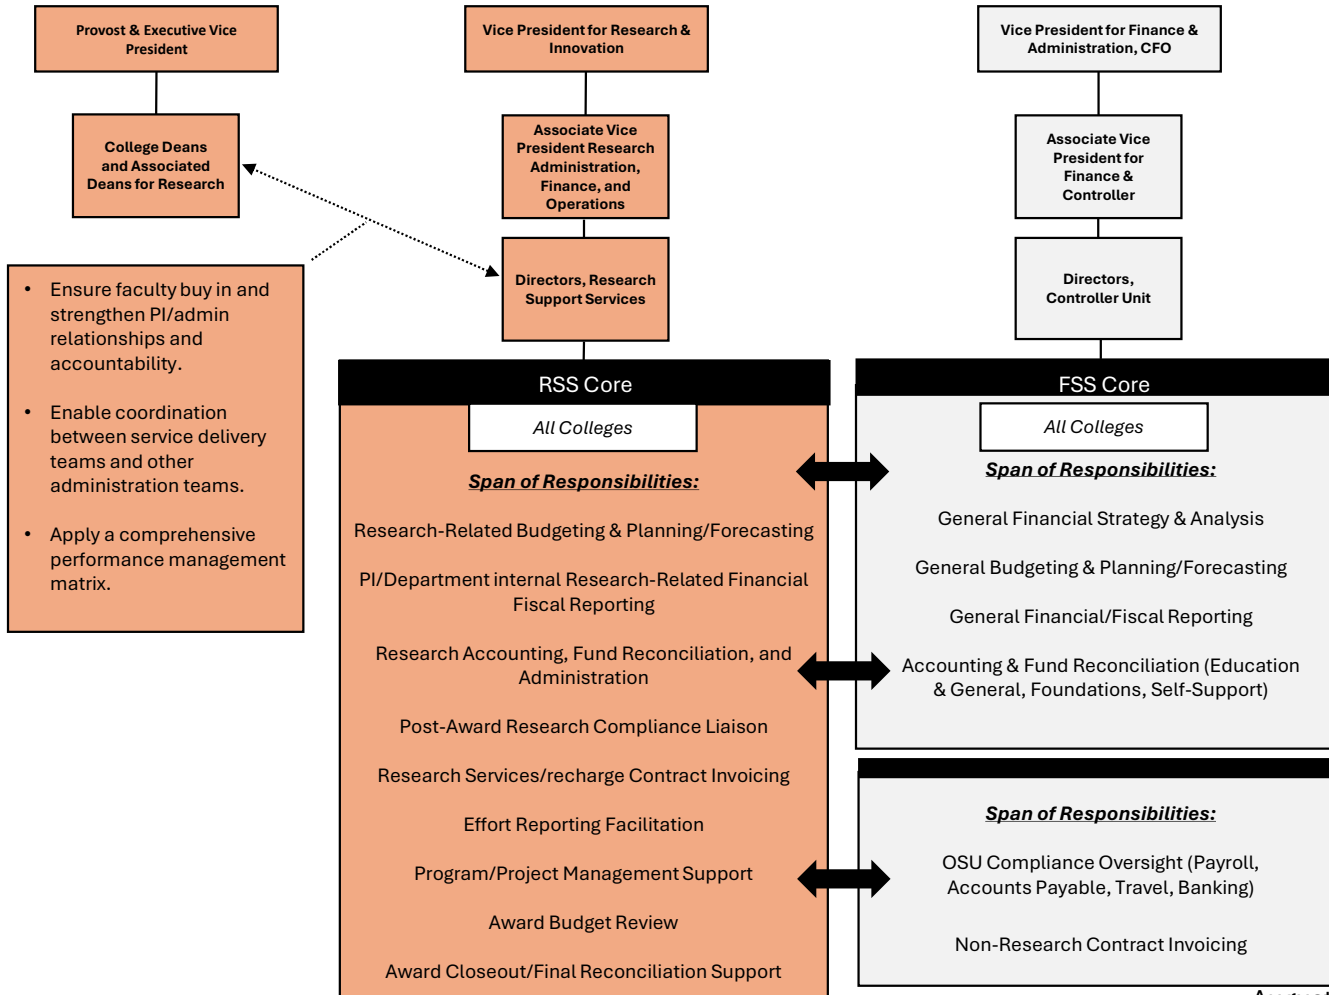 Provost & Executive Vice
President
Vice President for Research &
Innovation
Vice President for Finance &
Administration, CFO
College Deans
and Associated
Deans for Research
Associate Vice
President Research
Administration,
Finance, and
Operations
Associate Vice
President for
Finance &
Controller
Directors, Research
Support Services
Directors,
Controller Unit
• Ensure faculty buy in and
strengthen PI/admin
relationships and
accountability.
• Enable coordination
between service delivery
teams and other
administration teams.
• Apply a comprehensive
performance management
matrix.
RSS Core
All Colleges
Span of Responsibilities:
Research-Related Budgeting & Planning/Forecasting
PI/Department internal Research-Related Financial
Fiscal Reporting
Research Accounting, Fund Reconciliation, and
Administration
Post-Award Research Compliance Liaison
Research Services/recharge Contract Invoicing
Effort Reporting Facilitation
Program/Project Management Support
Award Budget Review
Award Closeout/Final Reconciliation Support
FSS Core
All Colleges
Span of Responsibilities:
General Financial Strategy & Analysis
General Budgeting & Planning/Forecasting
General Financial/Fiscal Reporting
Accounting & Fund Reconciliation (Education
& General, Foundations, Self-Support)
Span of Responsibilities:
OSU Compliance Oversight (Payroll,
Accounts Payable, Travel, Banking)
Non-Research Contract Invoicing